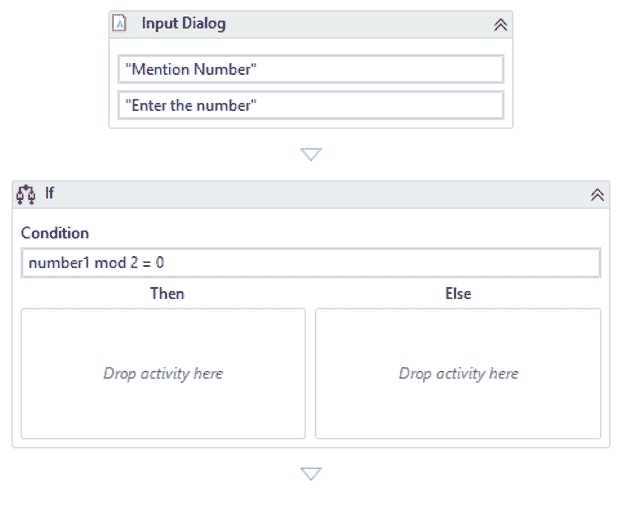 Input Dialog
"Mention Number"
"Enter the number"
If
Condition
number1 mod 2 = 0
Then Else
Drop activity here Drop activity here